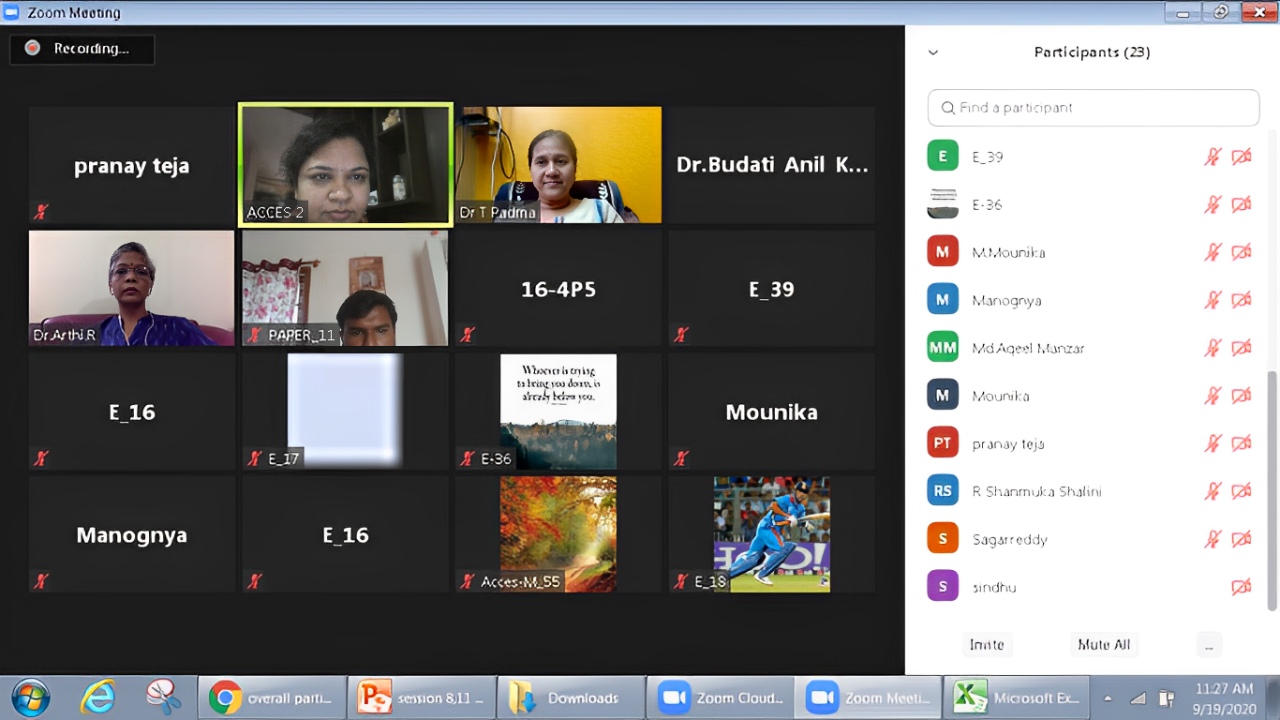 Zoom Meeting
Recording...
pranay teja
ACCES 2
Dr T Padma
Dr.Budati Anil K...
Dr.Arthi.R
PAPER_11
16-4P5
E_39
E_16
E_17
Whoever is trying
to bring you down, is
already below you.
E-36
Mounika
Manognya
E_16
Acces-M_55
E_18
Participants (23)
Find a participant
E E_39
E-36
M M.Mounika
M Manognya
MM Md.Aqeel Manzar
M Mounika
PT pranay teja
RS R Shanmuka Shalini
S Sagarreddy
S sindhu
Invite Mute All ...
overall parti...
session 8,11 ...
Downloads
Zoom Cloud...
Zoom Meeti...
Microsoft Ex...
11:27 AM
9/19/2020